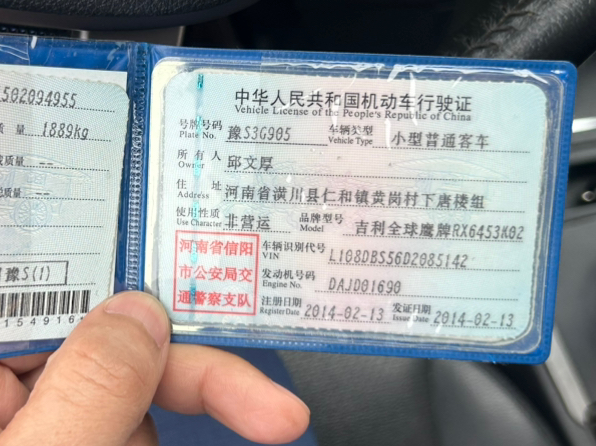 502094955
1889kg
质量 --
质量 --
豫S(1)
154916
中华人民共和国机动车行驶证
Vehicle License of the People's Republic of China
号牌号码 豫S3G905 车辆类型 小型普通客车
Plate No. Vehicle Type
所有人 邱文厚
Owner
住址 河南省潢川县仁和镇黄岗村下唐楼组
Address
使用性质 非营运 品牌型号 吉利全球鹰牌RX6453K02
Use Character Model
河南省信阳
市公安局交
通警察支队
车辆识别代号 L108DBS56D2085142
VIN
发动机号码 DAJD01690
Engine No.
注册日期 2014-02-13 发证日期 2014-02-13
Register Date Issue Date